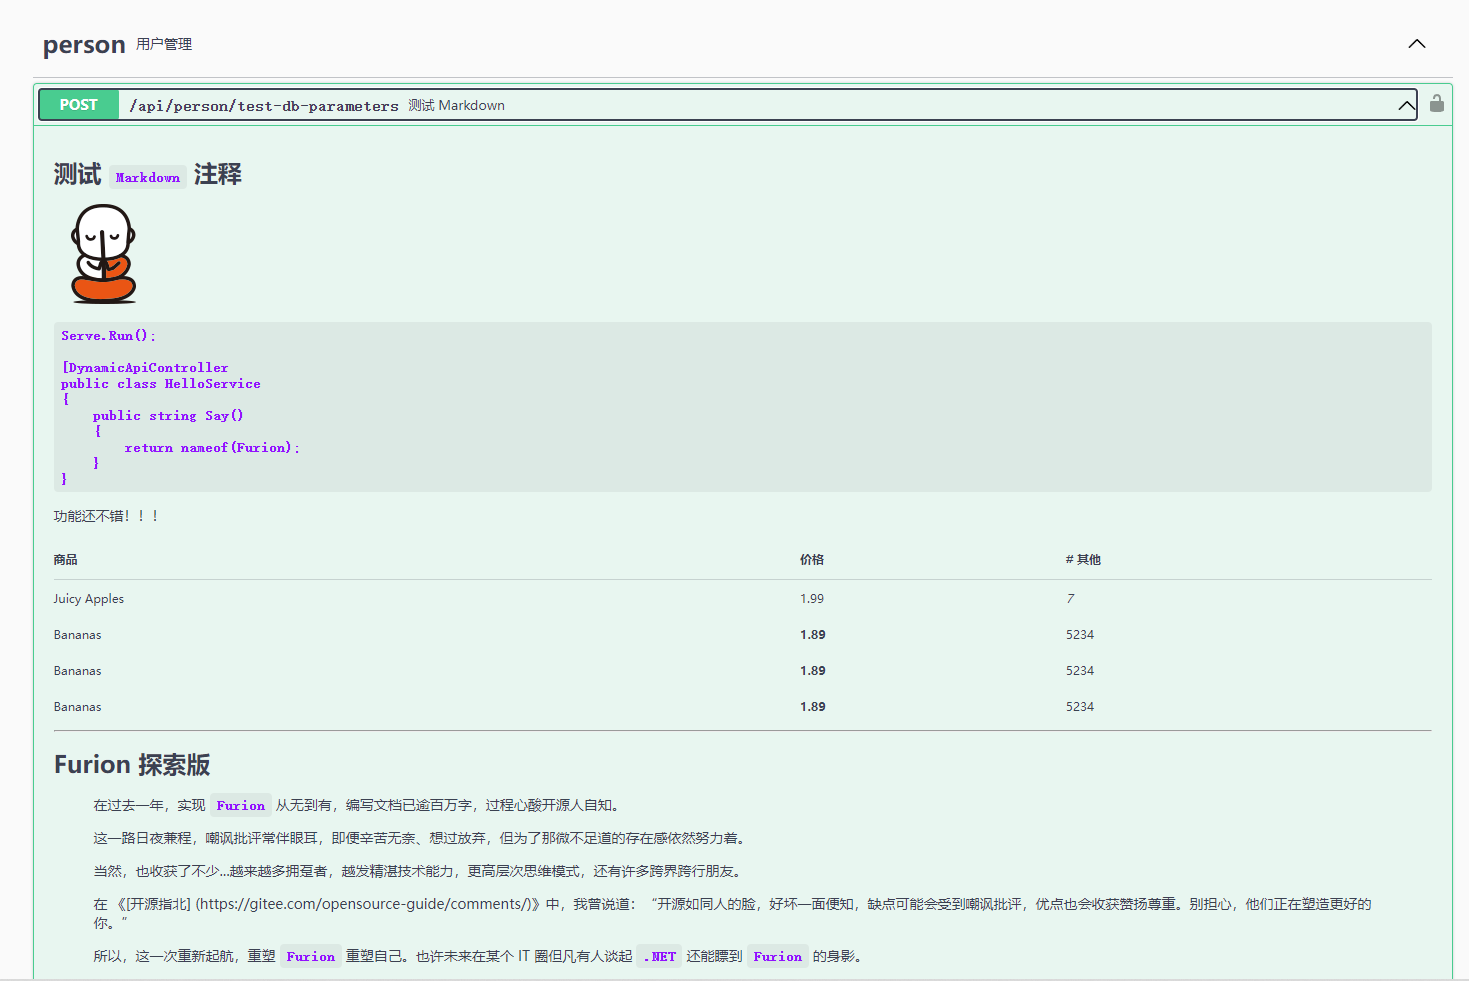 person 用户管理
POST /api/person/test-db-parameters 测试 Markdown
测试 Markdown 注释
Serve.Run();
[DynamicApiController
public class HelloService
{
public string Say()
{
return nameof(Furion);
}
}
功能还不错！！！
商品 价格 # 其他
Juicy Apples 1.99 7
Bananas 1.89 5234
Bananas 1.89 5234
Bananas 1.89 5234
Furion 探索版
在过去一年，实现 Furion 从无到有，编写文档已逾百万字，过程心酸开源人自知。
这一路日夜兼程，嘲讽批评常伴眼耳，即便辛苦无奈、想过放弃，但为了那微不足道的存在感依然努力着。
当然，也收获了不少...越来越多拥趸者，越发精湛技术能力，更高层次思维模式，还有许多跨界跨行朋友。
在 《[开源指北] (https://gitee.com/opensource-guide/comments/)》中，我曾说道：“开源如同人的脸，好坏一面便知，缺点可能会受到嘲讽批评，优点也会收获赞扬尊重。别担心，他们正在塑造更好的
你。”
所以，这一次重新起航，重塑 Furion 重塑自己。也许未来在某个 IT 圈但凡有人谈起 .NET 还能瞟到 Furion 的身影。